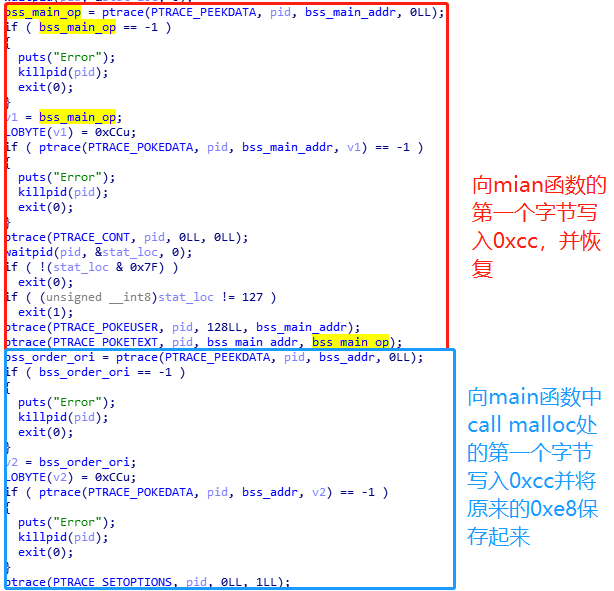 bss_main_op = ptrace(PTRACE_PEEKDATA, pid, bss_main_addr, 0LL);
if ( bss_main_op == -1 )
{
puts("Error");
killpid(pid);
exit(0);
}
v1 = bss_main_op;
LOBYTE(v1) = 0xCCu;
if ( ptrace(PTRACE_POKEDATA, pid, bss_main_addr, v1) == -1 )
{
puts("Error");
killpid(pid);
exit(0);
}
ptrace(PTRACE_CONT, pid, 0LL, 0LL);
waitpid(pid, &stat_loc, 0);
if ( !(stat_loc & 0x7F) )
exit(0);
if ( (unsigned __int8)stat_loc != 127 )
exit(1);
ptrace(PTRACE_POKEUSER, pid, 128LL, bss_main_addr);
ptrace(PTRACE_POKETEXT, pid, bss_main_addr, bss_main_op);
向mian函数的
第一个字节写
入0xcc，并恢
复
bss_order_ori = ptrace(PTRACE_PEEKDATA, pid, bss_addr, 0LL);
if ( bss_order_ori == -1 )
{
puts("Error");
killpid(pid);
exit(0);
}
v2 = bss_order_ori;
LOBYTE(v2) = 0xCCu;
if ( ptrace(PTRACE_POKEDATA, pid, bss_addr, v2) == -1 )
{
puts("Error");
killpid(pid);
exit(0);
}
ptrace(PTRACE_SETOPTIONS, pid, 0LL, 1LL);
向main函数中
call malloc处
的第一个字节
写入0xcc并将
原来的0xe8保
存起来